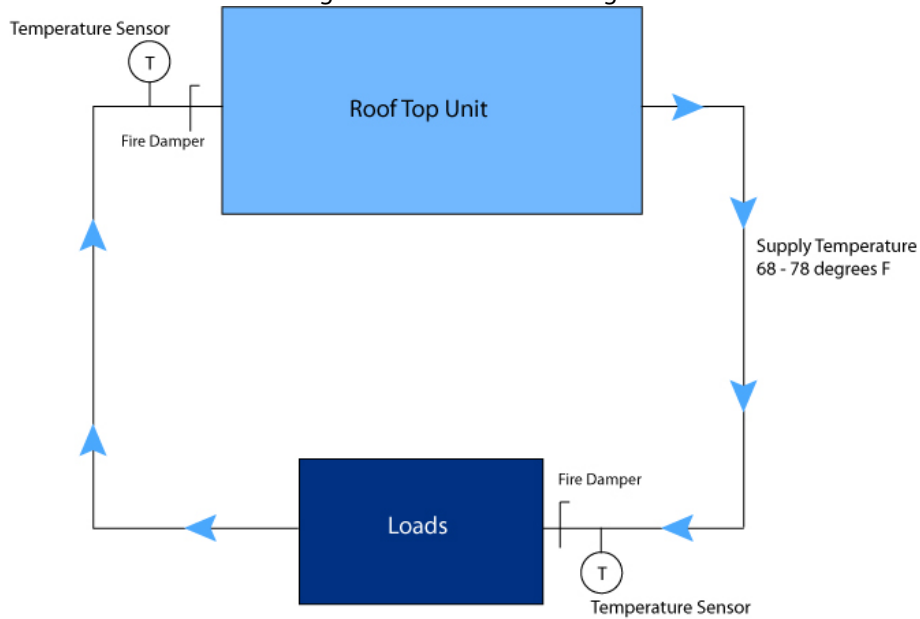 Temperature Sensor
T
Roof Top Unit
Fire Damper
Supply Temperature
68 - 78 degrees F
Fire Damper
Loads
T
Temperature Sensor